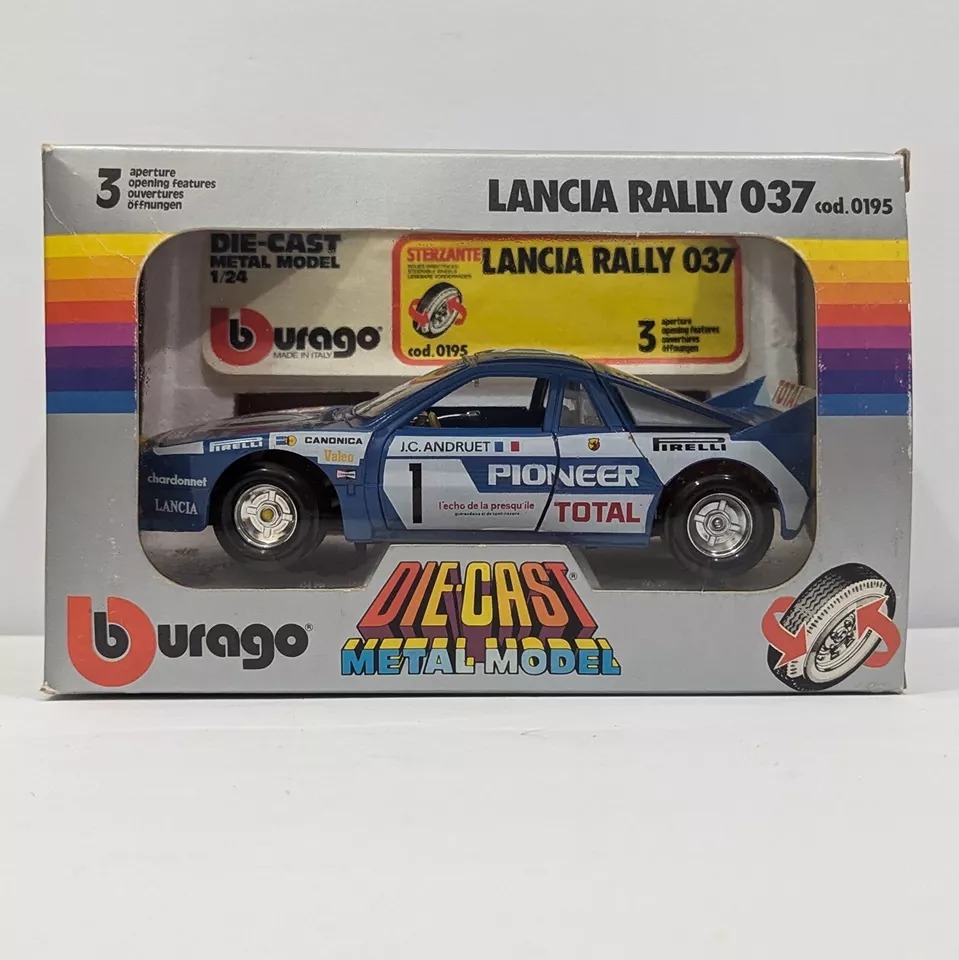 3 aperture
opening features
ouvertures
öffnungen
LANCIA RALLY 037 cod.0195
DIE-CAST
METAL MODEL
1/24
burago®
MADE IN ITALY
STERZANTE
LANCIA RALLY 037
cod.0195
3 aperture
opening features
öffnungen
TOTAL
PIRELLI
CANONICA
Valeo
CHAMPION
chardonnet
LANCIA
J.C. ANDRUET
1
PIONEER
l'echo de la presqu'ile
TOTAL
PIRELLI
burago®
DIE-CAST®
METAL MODEL